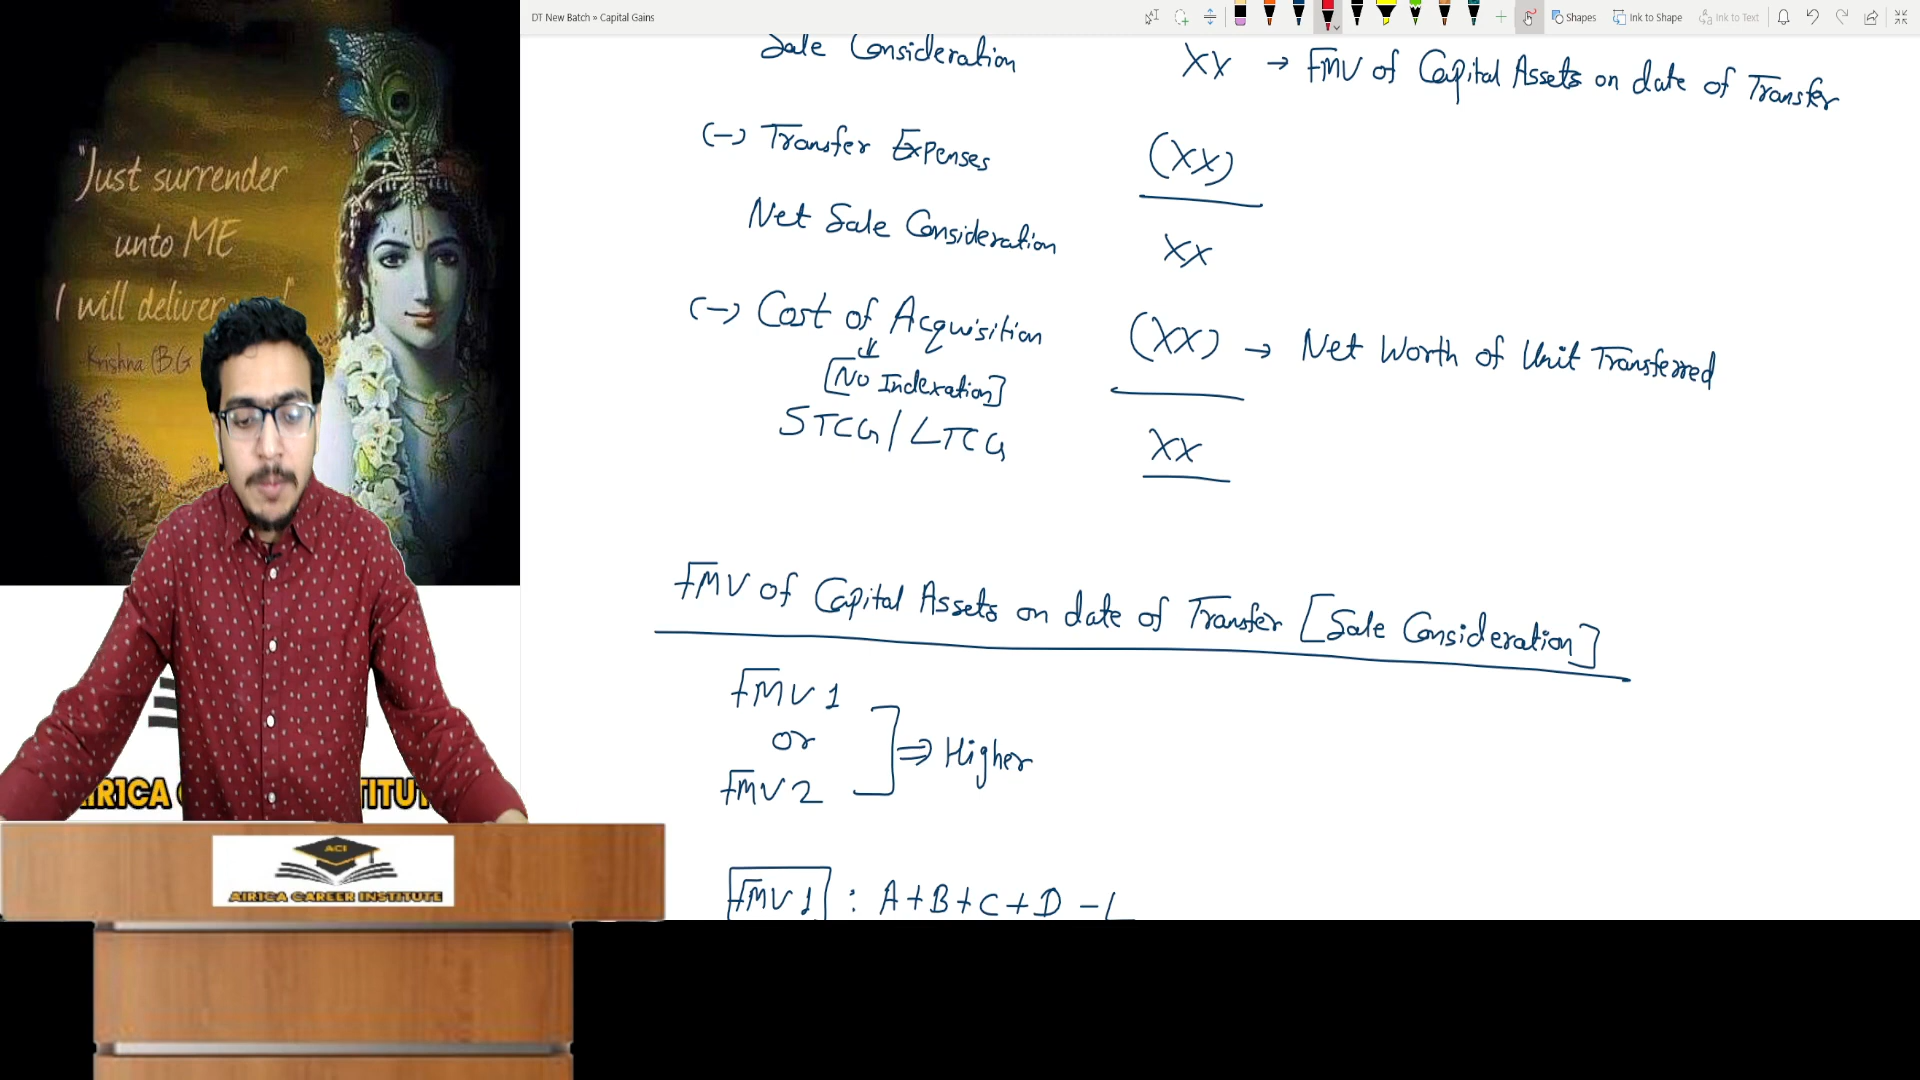 DT New Batch » Capital Gains
Shapes
Ink to Shape
Ink to Text
Sale Consideration XX → FMV of Capital Assets on date of Transfer
(-) Transfer Expenses (XX)
Net Sale Consideration XX
(-) Cost of Acquisition (XX) → Net Worth of Unit Transferred
↓
[No Indexation]
STCG/LTCG XX
FMV of Capital Assets on date of Transfer [Sale Consideration]
FMV 1
or ⇒ Higher
FMV 2
FMV 1 : A+B+C+D - L
"Just surrender
unto ME
I will deliver
Krishna (B.G
AIR1CA
TITU
ACI
AIR1CA CAREER INSTITUTE